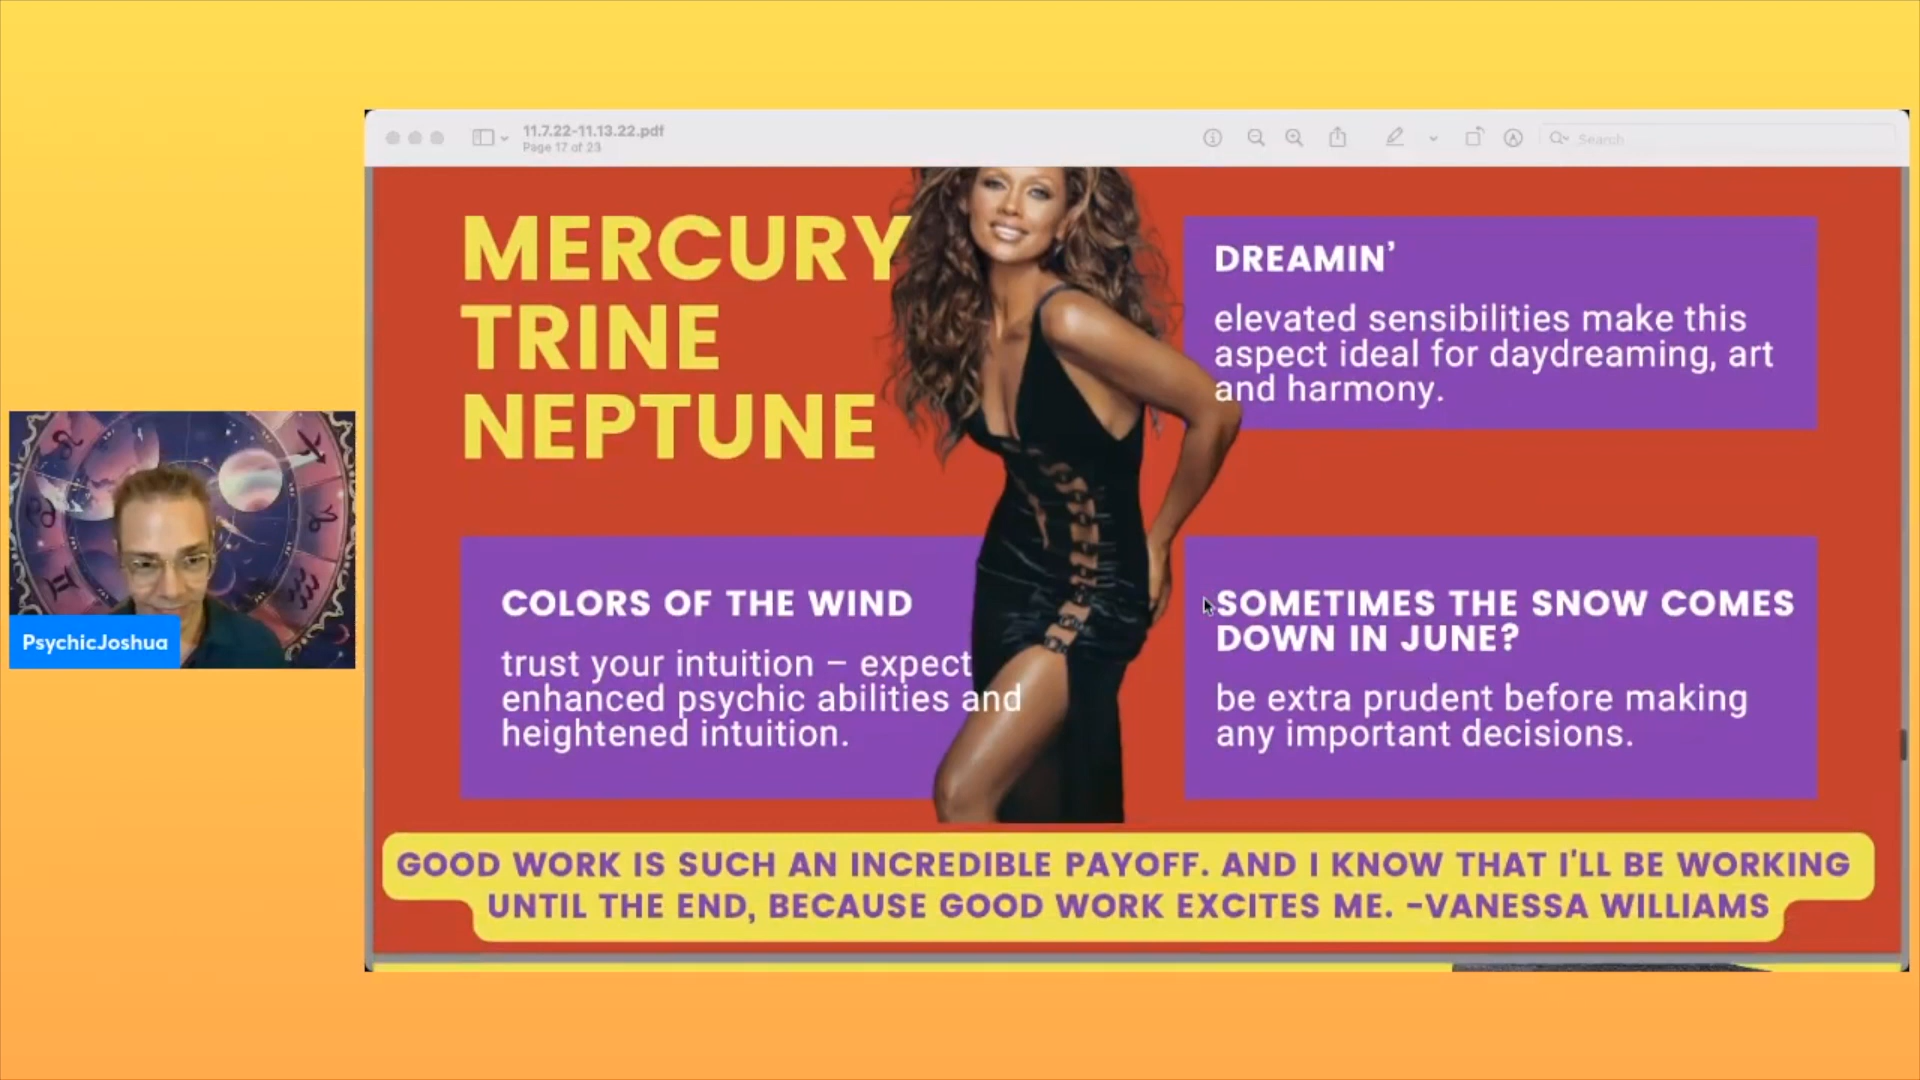 11.7.22-11.13.22.pdf
Page 17 of 23
Search
MERCURY
TRINE
NEPTUNE
DREAMIN’
elevated sensibilities make this
aspect ideal for daydreaming, art
and harmony.
COLORS OF THE WIND
trust your intuition – expect
enhanced psychic abilities and
heightened intuition.
SOMETIMES THE SNOW COMES
DOWN IN JUNE?
be extra prudent before making
any important decisions.
GOOD WORK IS SUCH AN INCREDIBLE PAYOFF. AND I KNOW THAT I'LL BE WORKING
UNTIL THE END, BECAUSE GOOD WORK EXCITES ME. -VANESSA WILLIAMS
PsychicJoshua